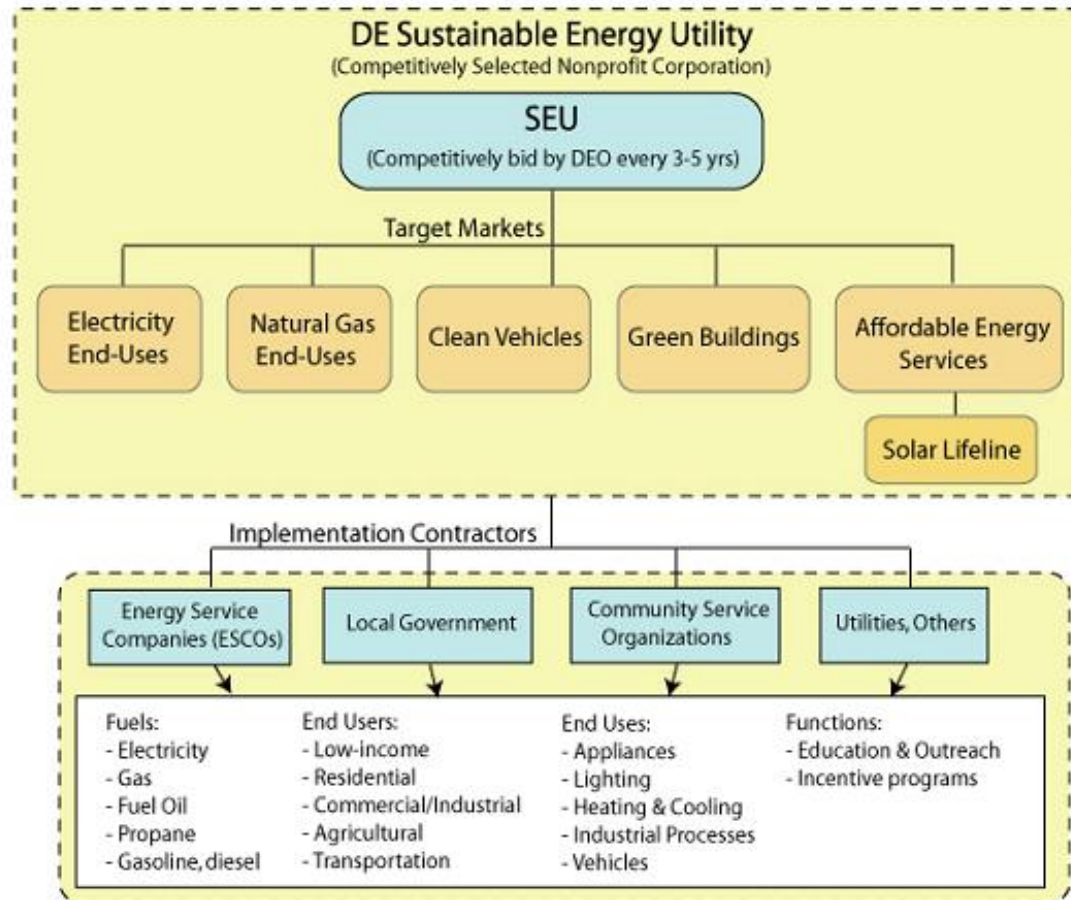 DE Sustainable Energy Utility
(Competitively Selected Nonprofit Corporation)
SEU
(Competitively bid by DEO every 3-5 yrs)
Target Markets
Electricity
End-Uses
Natural Gas
End-Uses
Clean Vehicles
Green Buildings
Affordable Energy
Services
Solar Lifeline
Implementation Contractors
Energy Service
Companies (ESCOs)
Local Government
Community Service
Organizations
Utilities, Others
Fuels:
- Electricity
- Gas
- Fuel Oil
- Propane
- Gasoline, diesel
End Users:
- Low-income
- Residential
- Commercial/Industrial
- Agricultural
- Transportation
End Uses:
- Appliances
- Lighting
- Heating & Cooling
- Industrial Processes
- Vehicles
Functions:
- Education & Outreach
- Incentive programs